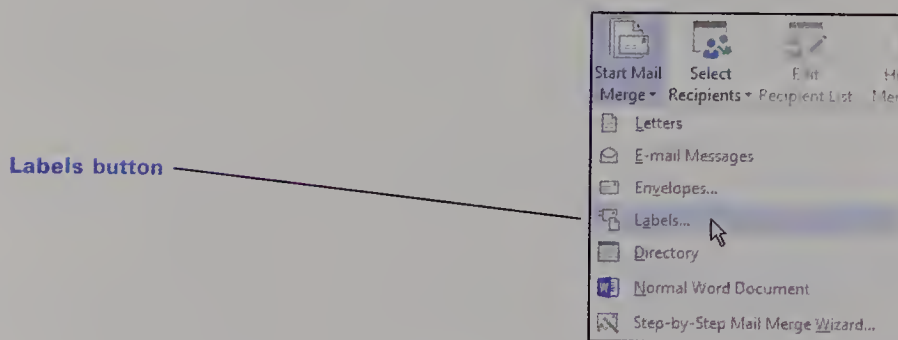 Labels button
Start Mail Select Edit
Merge Recipients Recipient List
Letters
E-mail Messages
Envelopes...
Labels...
Directory
Normal Word Document
Step-by-Step Mail Merge Wizard...